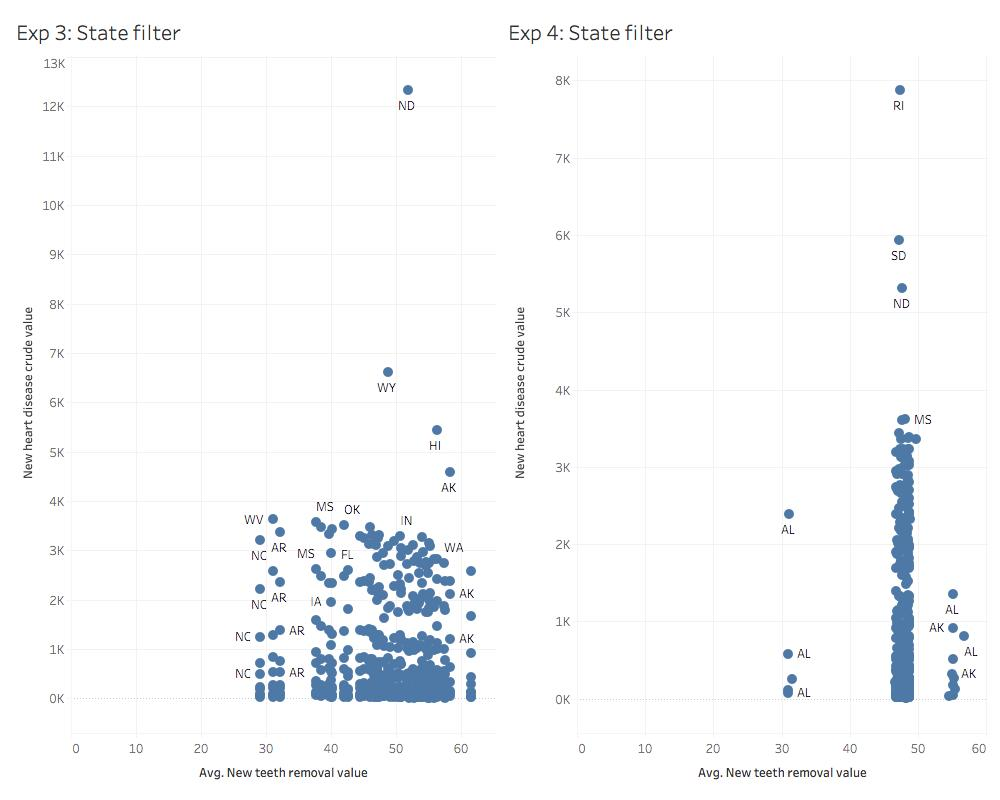 Exp 3: State filter
13K
12K
11K
10K
9K
8K
7K
6K
5K
4K
3K
2K
1K
0K
New heart disease crude value
ND
WY
HI
AK
MS
OK
WV
IN
NC
AR
MS
FL
WA
NC
AR
IA
AK
NC
AR
AK
NC
AR
0
10
20
30
40
50
60
Avg. New teeth removal value
Exp 4: State filter
8K
7K
6K
5K
4K
3K
2K
1K
0K
New heart disease crude value
RI
SD
ND
MS
AL
AL
AK
AL
AL
AK
AL
0
10
20
30
40
50
60
Avg. New teeth removal value